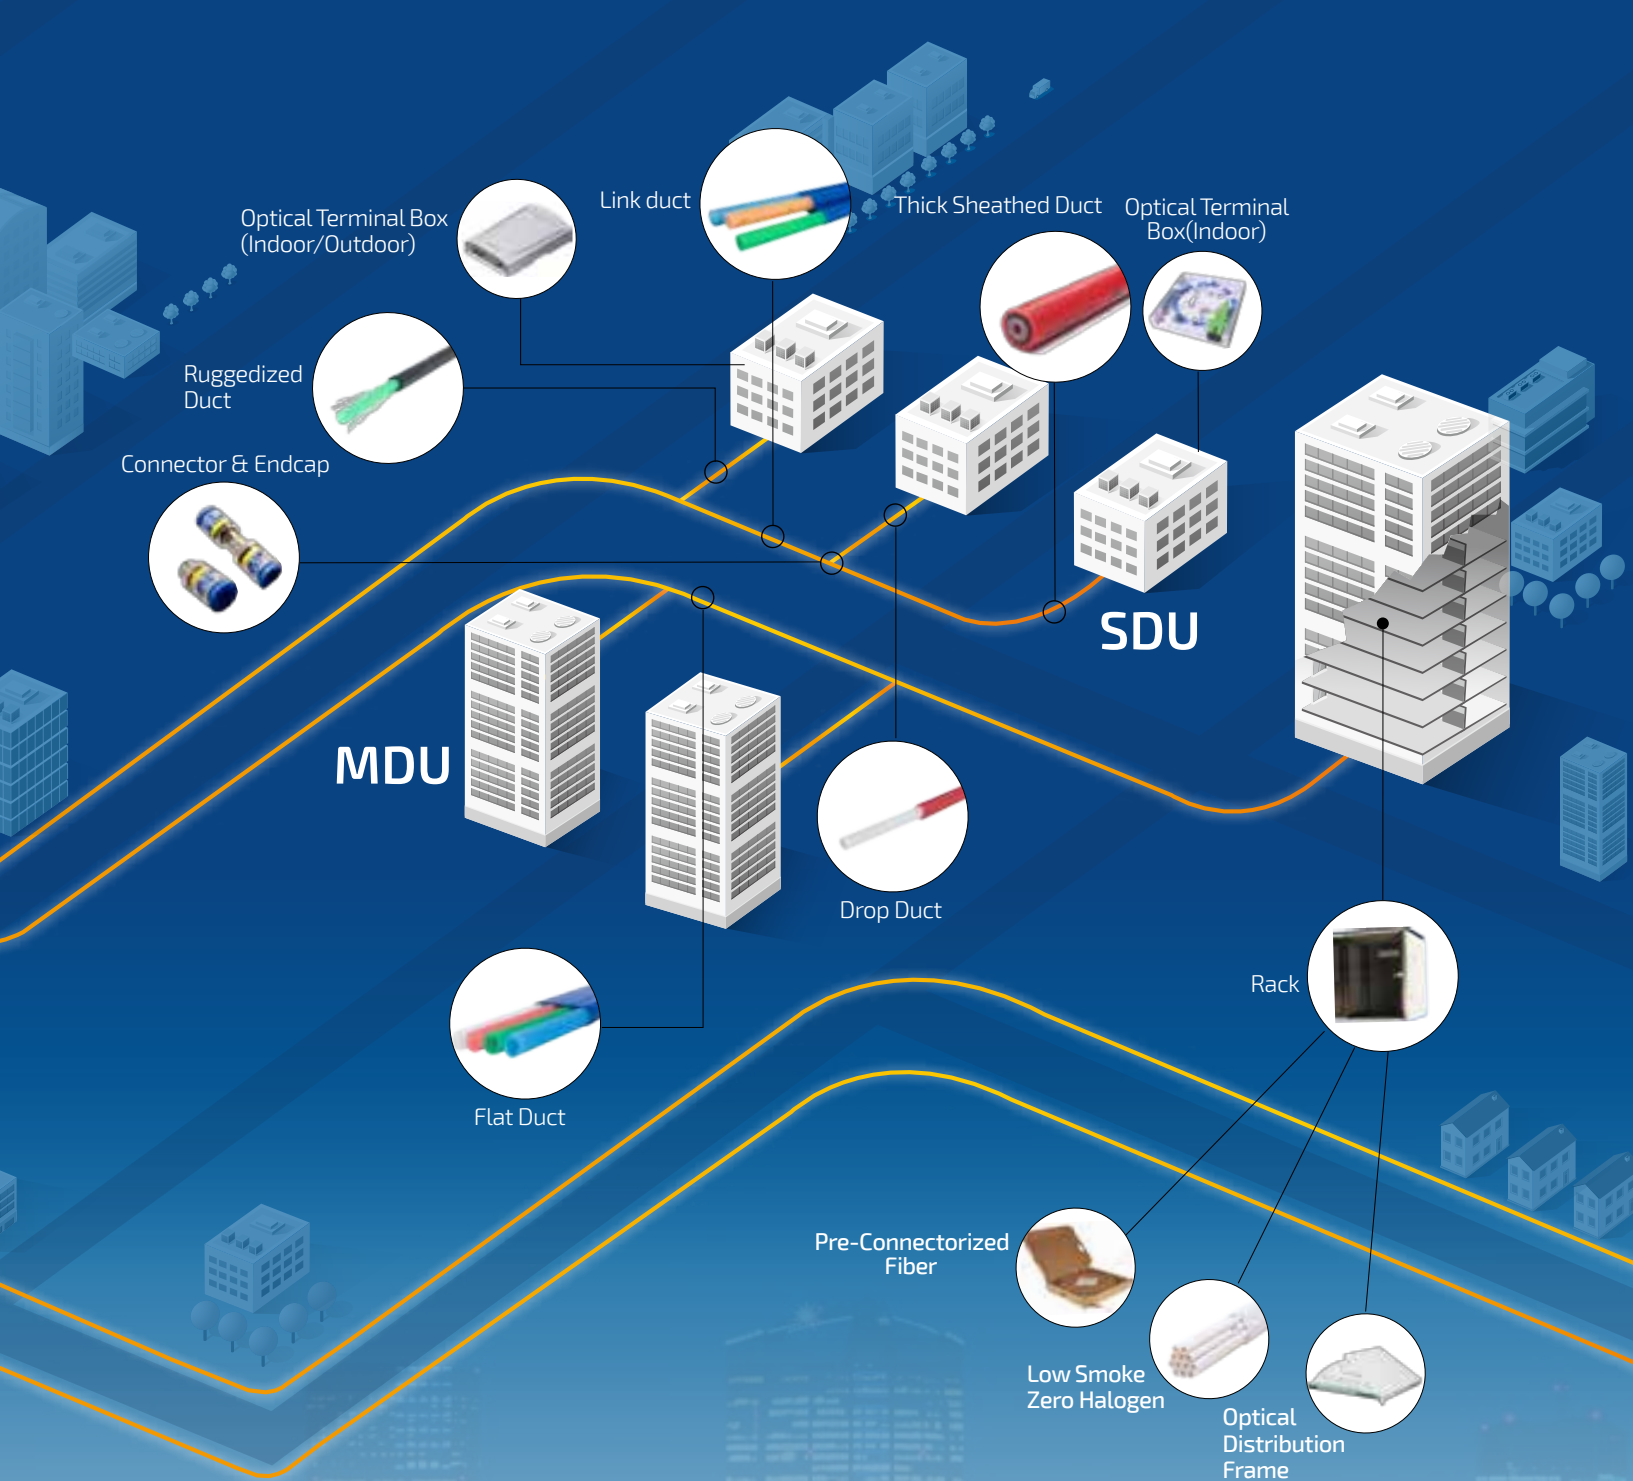 Link duct
Thick Sheathed Duct
Optical Terminal
Box(Indoor)
Optical Terminal Box
(Indoor/Outdoor)
Ruggedized
Duct
Connector & Endcap
SDU
MDU
Drop Duct
Rack
Flat Duct
Pre-Connectorized
Fiber
Low Smoke
Zero Halogen
Optical
Distribution
Frame